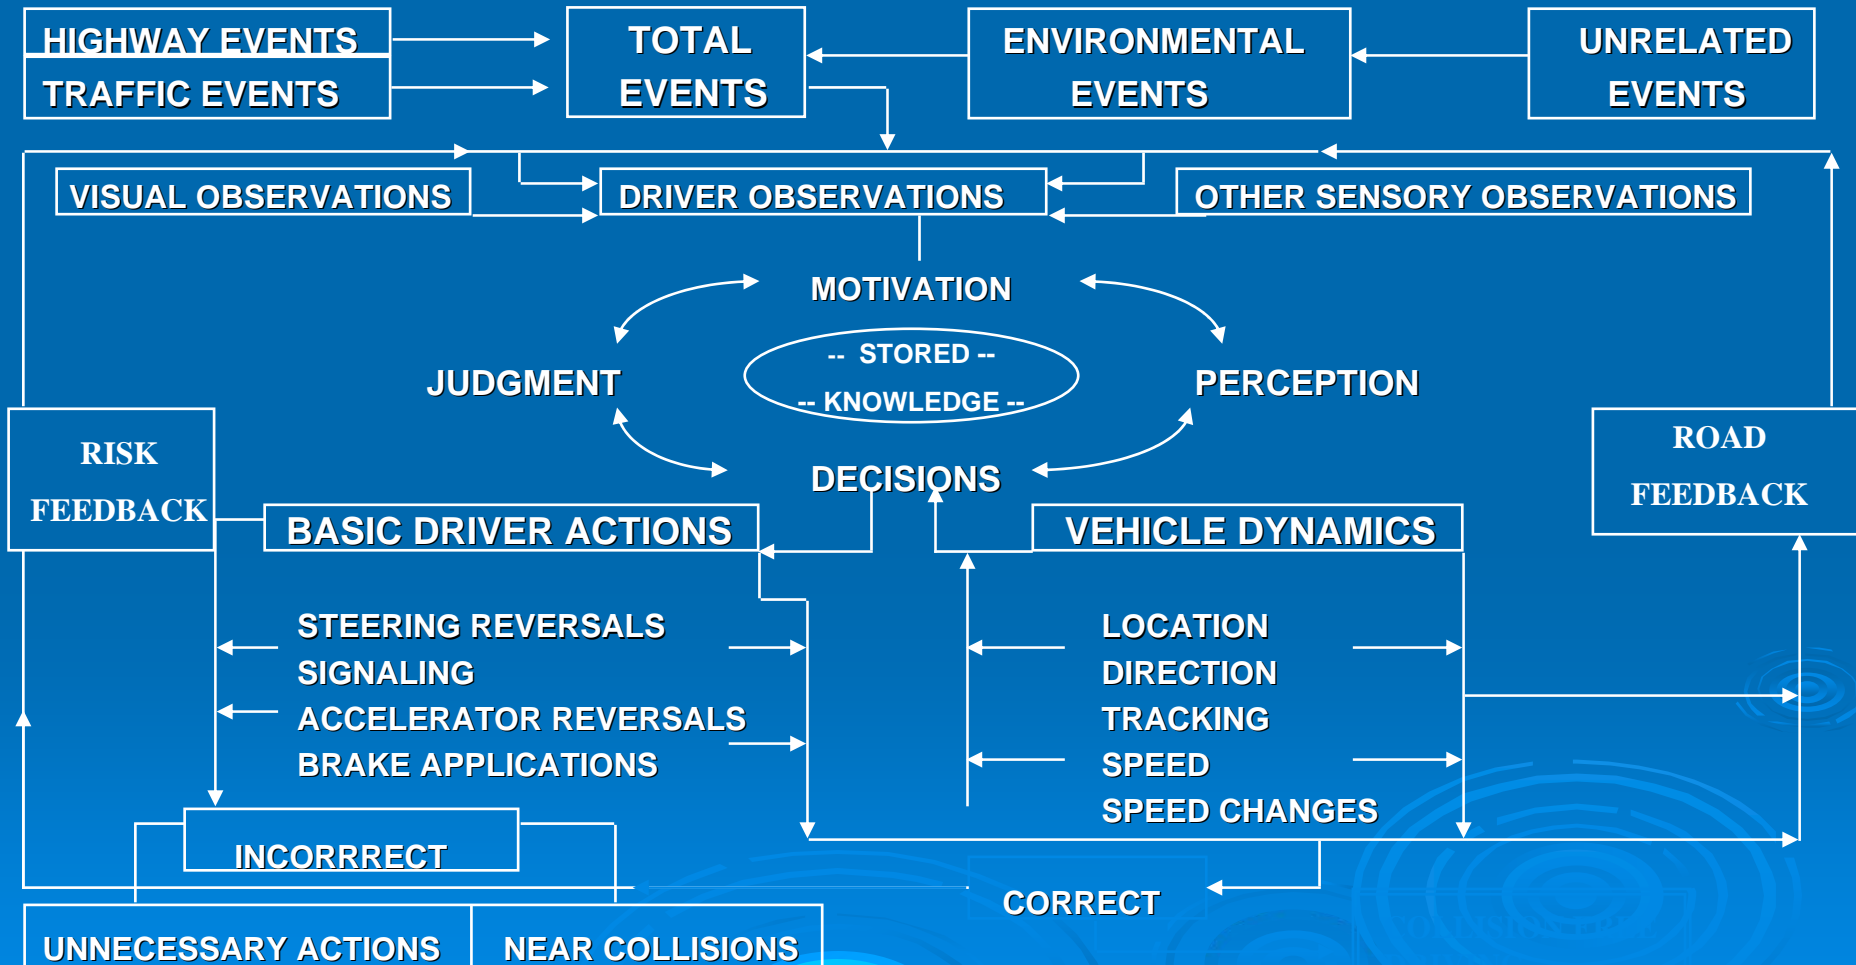 HIGHWAY EVENTS
TRAFFIC EVENTS
TOTAL
EVENTS
ENVIRONMENTAL
EVENTS
UNRELATED
EVENTS
VISUAL OBSERVATIONS
DRIVER OBSERVATIONS
OTHER SENSORY OBSERVATIONS
MOTIVATION
-- STORED --
-- KNOWLEDGE --
JUDGMENT
PERCEPTION
DECISIONS
RISK
FEEDBACK
ROAD
FEEDBACK
BASIC DRIVER ACTIONS
VEHICLE DYNAMICS
STEERING REVERSALS
SIGNALING
ACCELERATOR REVERSALS
BRAKE APPLICATIONS
LOCATION
DIRECTION
TRACKING
SPEED
SPEED CHANGES
INCORRRECT
CORRECT
UNNECESSARY ACTIONS
NEAR COLLISIONS